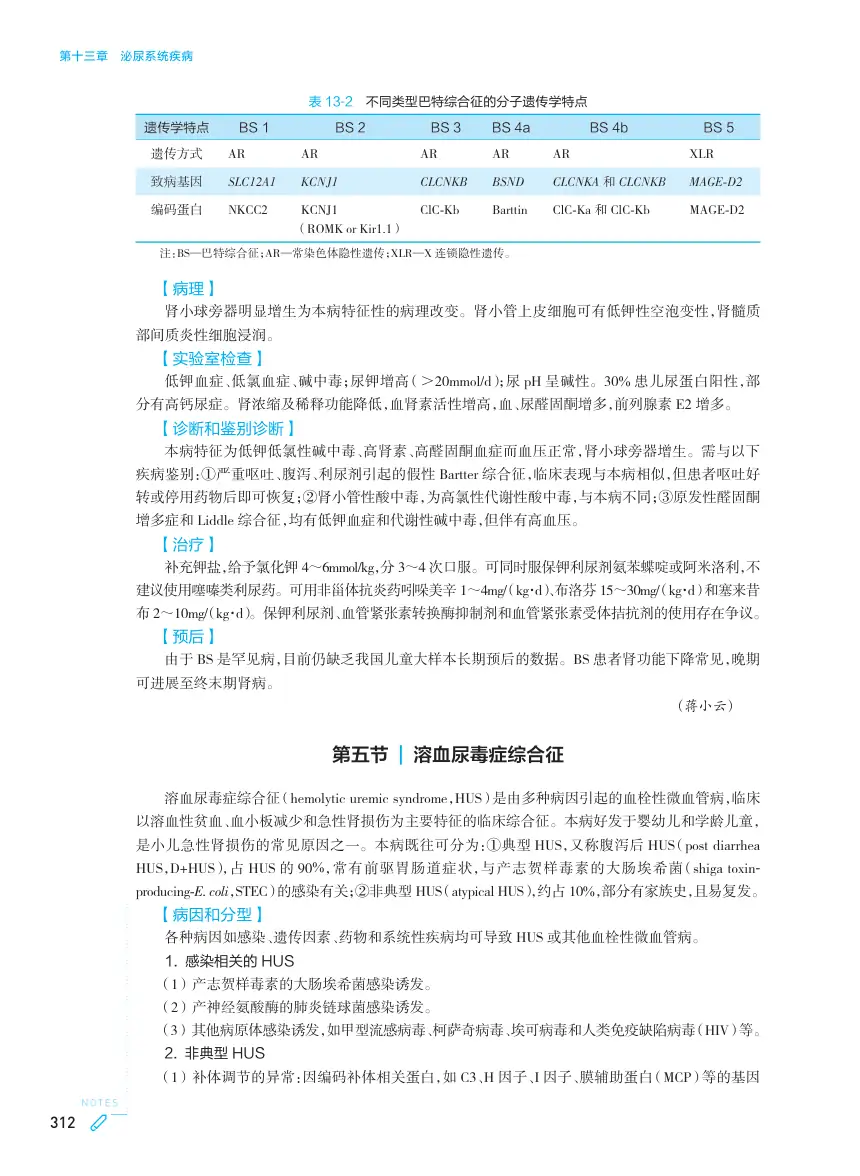 第十三章 泌尿系统疾病
表 13-2 不同类型巴特综合征的分子遗传学特点
遗传学特点 BS 1 BS 2 BS 3 BS 4a BS 4b BS 5
遗传方式 AR AR AR AR AR XLR
致病基因 SLC12A1 KCNJ1 CLCNKB BSND CLCNKA 和 CLCNKB MAGE-D2
编码蛋白 NKCC2 KCNJ1 ClC-Kb Barttin ClC-Ka 和 ClC-Kb MAGE-D2
（ROMK or Kir1.1）
注：BS—巴特综合征；AR—常染色体隐性遗传；XLR—X 连锁隐性遗传。
【病理】
肾小球旁器明显增生为本病特征性的病理改变。肾小管上皮细胞可有低钾性空泡变性，肾髓质
部间质炎性细胞浸润。
【实验室检查】
低钾血症、低氯血症、碱中毒；尿钾增高（＞20mmol/d）；尿 pH 呈碱性。30% 患儿尿蛋白阳性，部
分有高钙尿症。肾浓缩及稀释功能降低，血肾素活性增高，血、尿醛固酮增多，前列腺素 E2 增多。
【诊断和鉴别诊断】
本病特征为低钾低氯性碱中毒、高肾素、高醛固酮血症而血压正常，肾小球旁器增生。需与以下
疾病鉴别：①严重呕吐、腹泻、利尿剂引起的假性 Bartter 综合征，临床表现与本病相似，但患者呕吐好
转或停用药物后即可恢复；②肾小管性酸中毒，为高氯性代谢性酸中毒，与本病不同；③原发性醛固酮
增多症和 Liddle 综合征，均有低钾血症和代谢性碱中毒，但伴有高血压。
【治疗】
补充钾盐，给予氯化钾 4～6mmol/kg，分 3～4 次口服。可同时服保钾利尿剂氨苯蝶啶或阿米洛利，不
建议使用噻嗪类利尿药。可用非甾体抗炎药吲哚美辛 1～4mg/（kg·d）、布洛芬 15～30mg/（kg·d）和塞来昔
布 2～10mg/（kg·d）。保钾利尿剂、血管紧张素转换酶抑制剂和血管紧张素受体拮抗剂的使用存在争议。
【预后】
由于 BS 是罕见病，目前仍缺乏我国儿童大样本长期预后的数据。BS 患者肾功能下降常见，晚期
可进展至终末期肾病。
（蒋小云）
第五节 | 溶血尿毒症综合征
溶血尿毒症综合征（hemolytic uremic syndrome，HUS）是由多种病因引起的血栓性微血管病，临床
以溶血性贫血、血小板减少和急性肾损伤为主要特征的临床综合征。本病好发于婴幼儿和学龄儿童，
是小儿急性肾损伤的常见原因之一。本病既往可分为：①典型 HUS，又称腹泻后 HUS（post diarrhea
HUS，D+HUS），占 HUS 的 90%，常有前驱胃肠道症状，与产志贺样毒素的大肠埃希菌（shiga toxin-
producing-E. coli，STEC）的感染有关；②非典型 HUS（atypical HUS），约占 10%，部分有家族史，且易复发。
【病因和分型】
各种病因如感染、遗传因素、药物和系统性疾病均可导致 HUS 或其他血栓性微血管病。
1. 感染相关的 HUS
（1）产志贺样毒素的大肠埃希菌感染诱发。
（2）产神经氨酸酶的肺炎链球菌感染诱发。
（3）其他病原体感染诱发，如甲型流感病毒、柯萨奇病毒、埃可病毒和人类免疫缺陷病毒（HIV）等。
2. 非典型 HUS
（1）补体调节的异常：因编码补体相关蛋白，如 C3、H 因子、I 因子、膜辅助蛋白（MCP）等的基因
NOTES
312